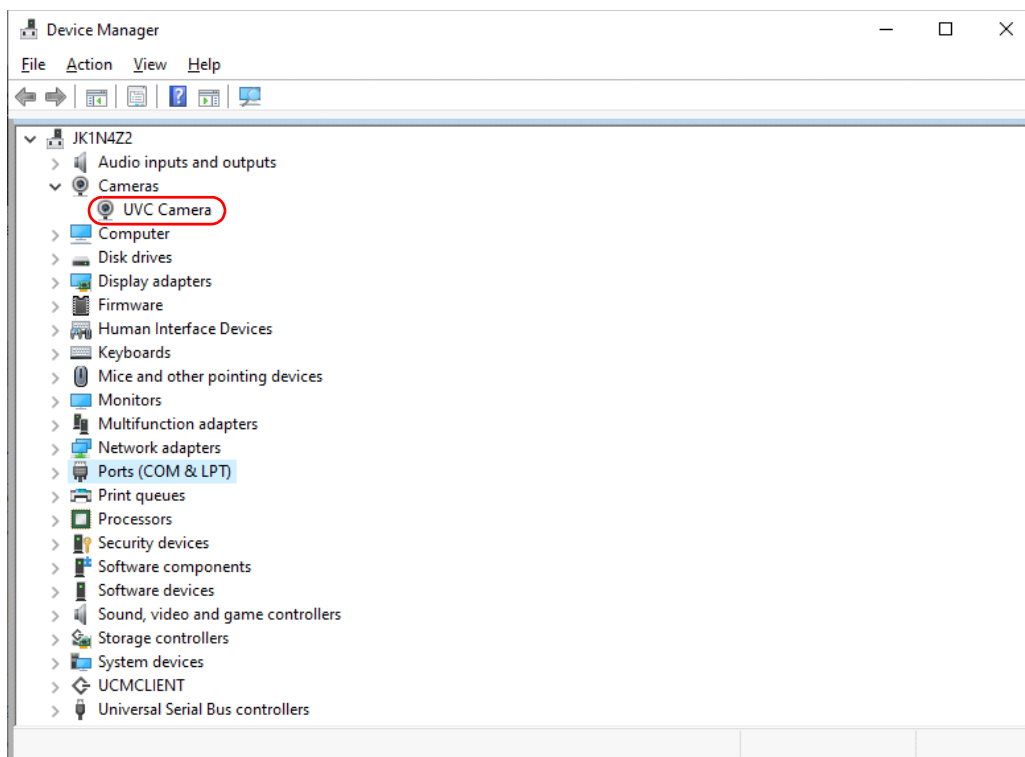 Device Manager
File Action View Help
JK1N4Z2
Audio inputs and outputs
Cameras
UVC Camera
Computer
Disk drives
Display adapters
Firmware
Human Interface Devices
Keyboards
Mice and other pointing devices
Monitors
Multifunction adapters
Network adapters
Ports (COM & LPT)
Print queues
Processors
Security devices
Software components
Software devices
Sound, video and game controllers
Storage controllers
System devices
UCMCLIENT
Universal Serial Bus controllers